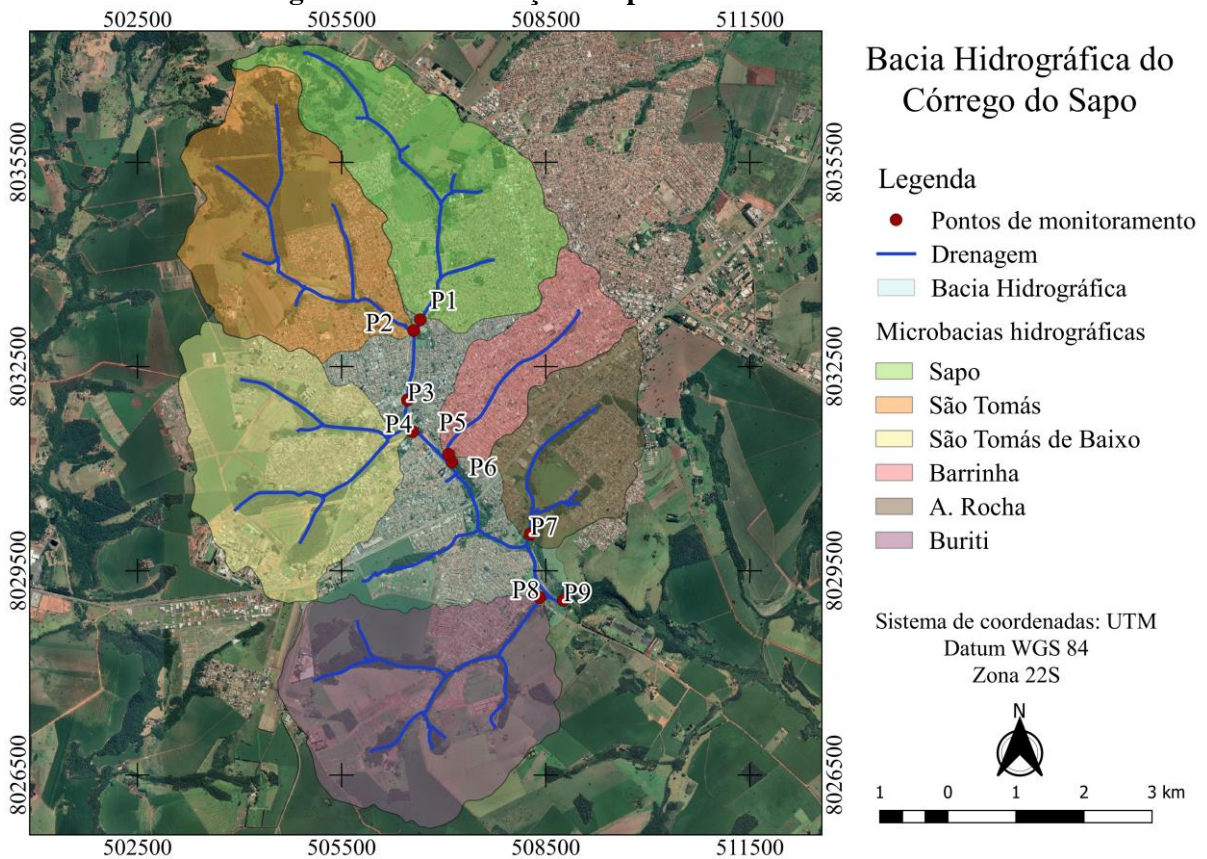 502500 505500 508500 511500
8035500 8035500
8032500 8032500
8029500 8029500
8026500 8026500
P1
P2
P3
P4
P5
P6
P7
P8
P9
502500 505500 508500 511500
Bacia Hidrográfica do
Córrego do Sapo
Legenda
Pontos de monitoramento
Drenagem
Bacia Hidrográfica
Microbacias hidrográficas
Sapo
São Tomás
São Tomás de Baixo
Barrinha
A. Rocha
Buriti
Sistema de coordenadas: UTM
Datum WGS 84
Zona 22S
N
1 0 1 2 3 km